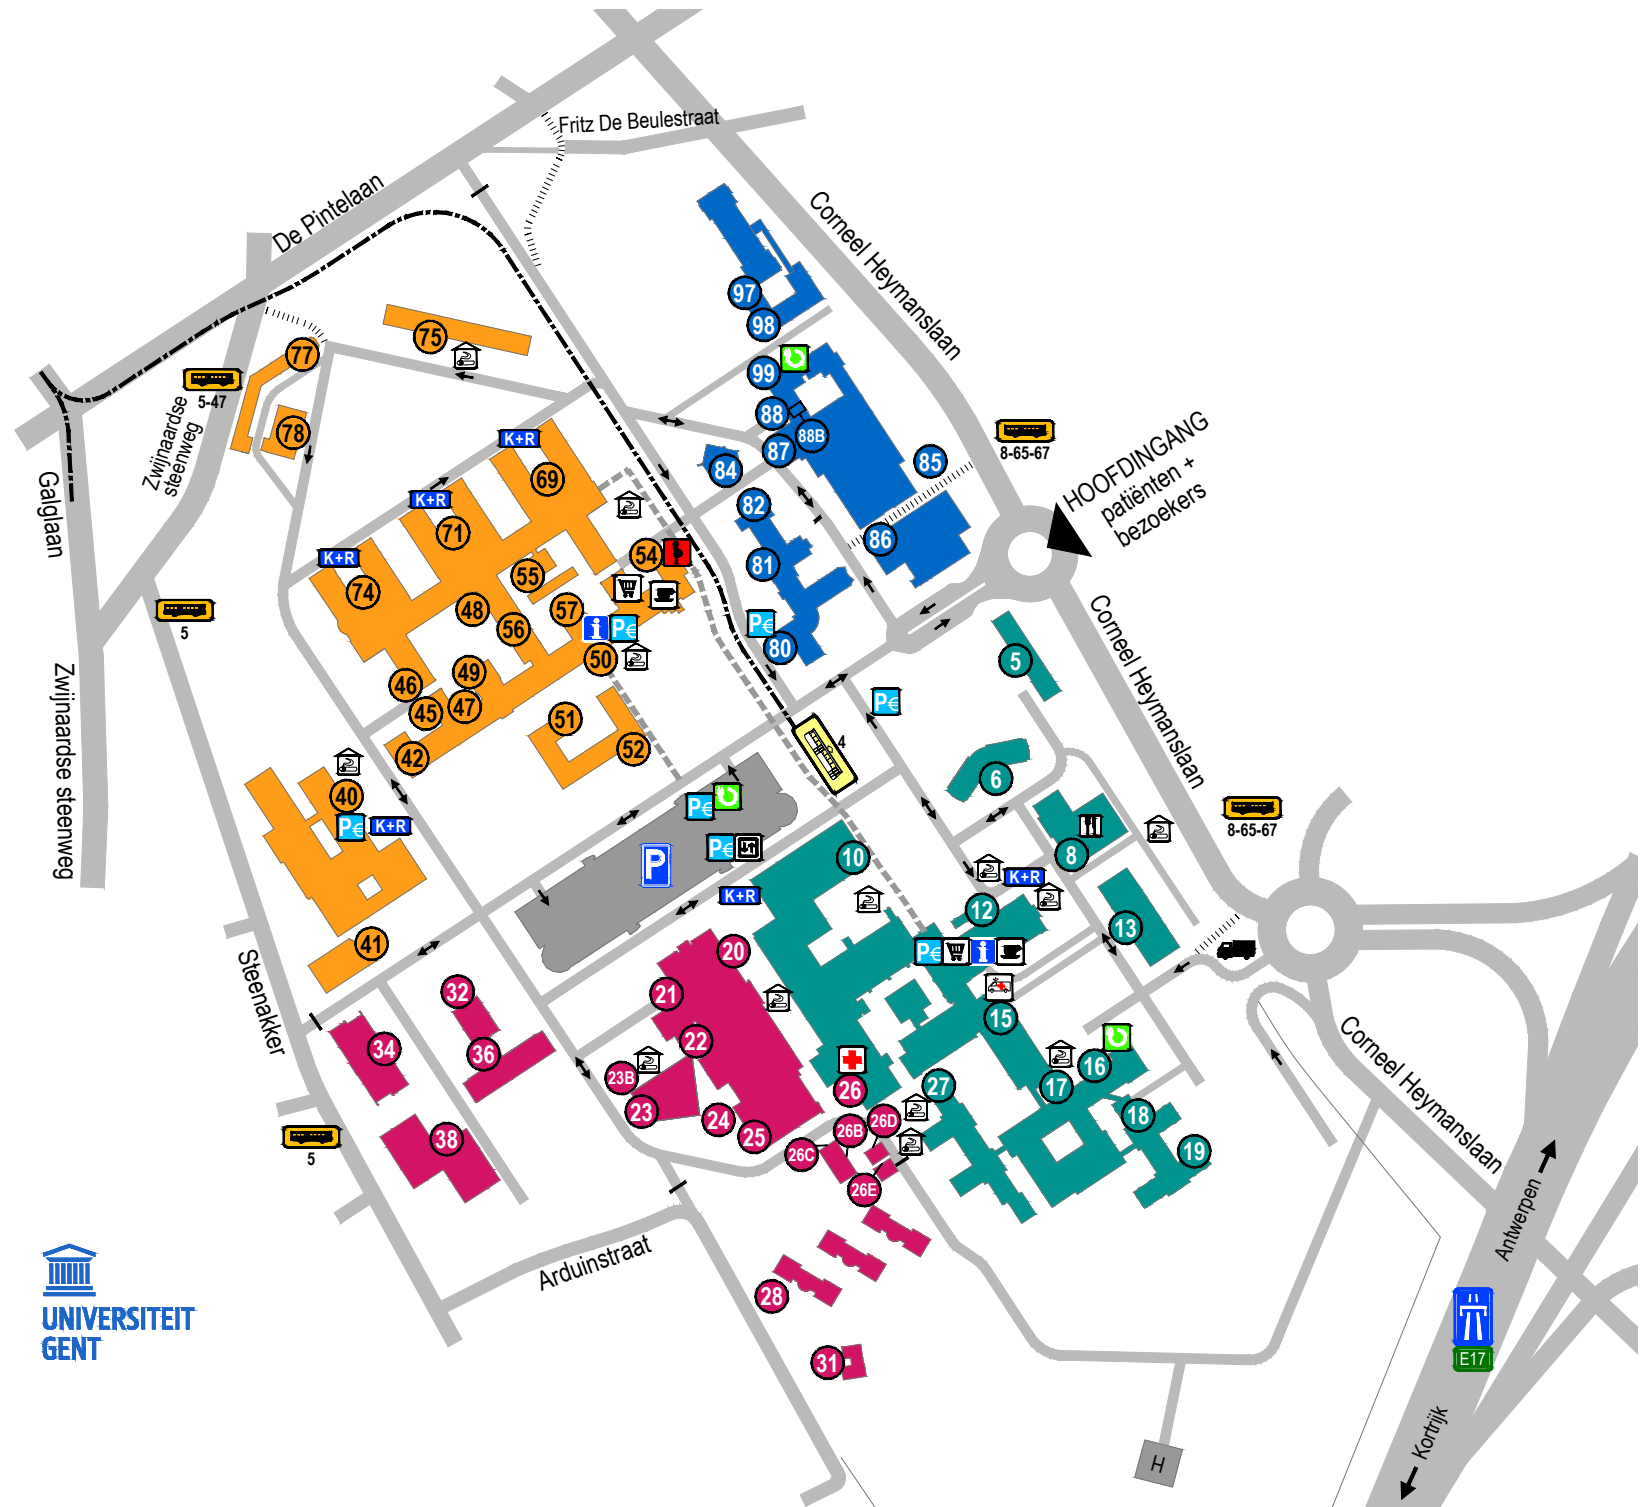 Fritz De Beulestraat
De Pintelaan
Corneel Heymanslaan
97
98
75
77
99
5-47
88
88B
78
87
85
8-65-67
HOOFDINGANG
patiënten +
bezoekers
Zwijnaardse
steenweg
K+R
84
69
Galglaan
K+R
82
71
86
K+R
54
81
55
74
5
48
57
56
i
P€
P€
80
50
5
49
46
47
45
P€
51
52
42
4
6
Corneel Heymanslaan
Zwijnaardse steenweg
40
P€
K+R
P€
8-65-67
P€
P
10
8
K+R
K+R
12
13
41
20
P€
i
Steenakker
32
21
15
34
36
22
16
Corneel Heymanslaan
23B
26
27
17
23
24
25
26B
26D
18
38
5
26C
19
26E
Antwerpen
Arduinstraat
28
UNIVERSITEIT
GENT
31
E17
Kortrijk
H